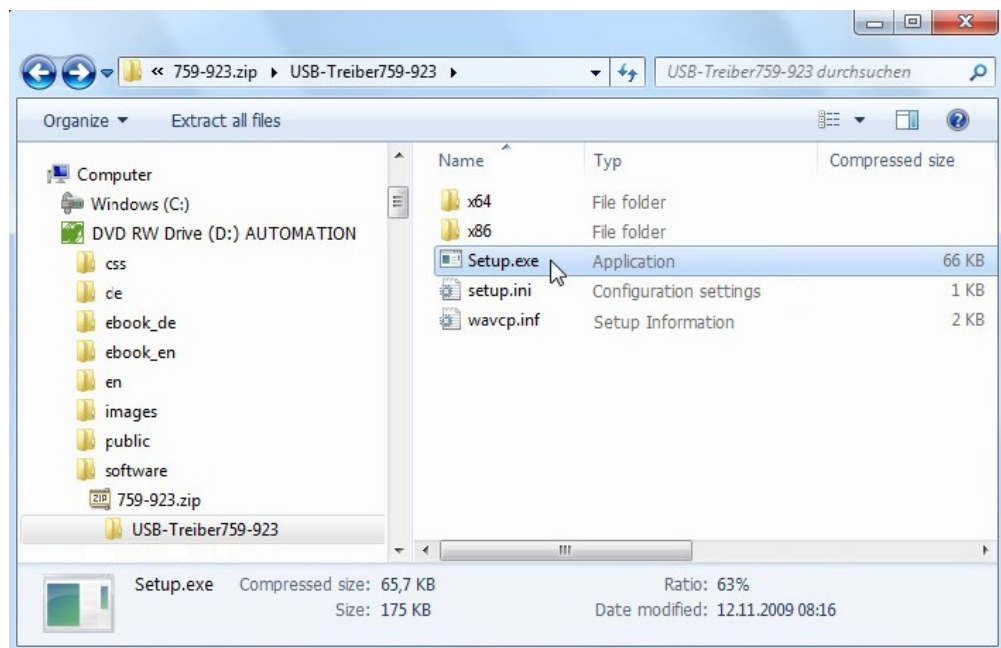 « 759-923.zip ▸ USB-Treiber759-923 ▸
USB-Treiber759-923 durchsuchen
Organize
Extract all files
Computer
Windows (C:)
DVD RW Drive (D:) AUTOMATION
css
de
ebook_de
ebook_en
en
images
public
software
ZIP
759-923.zip
USB-Treiber759-923
Name Typ Compressed size
x64 File folder
x86 File folder
Setup.exe Application 66 KB
setup.ini Configuration settings 1 KB
wavcp.inf Setup Information 2 KB
Setup.exe Compressed size: 65,7 KB Ratio: 63%
Size: 175 KB Date modified: 12.11.2009 08:16